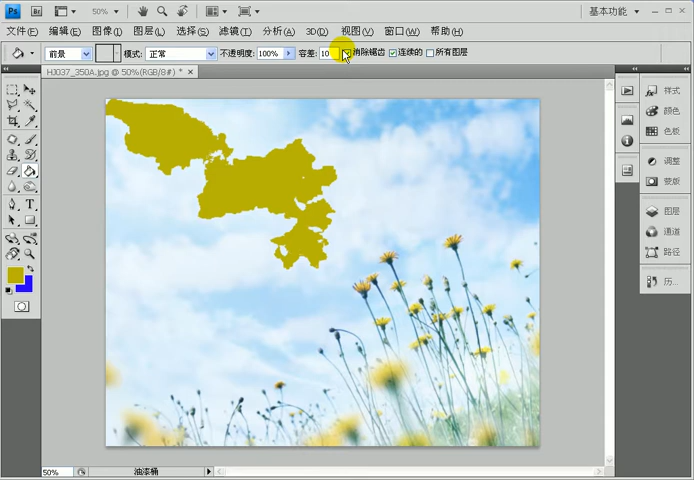 Ps Br 50% 基本功能
文件(F) 编辑(E) 图像(I) 图层(L) 选择(S) 滤镜(T) 分析(A) 3D(D) 视图(V) 窗口(W) 帮助(H)
前景 模式: 正常 不透明度: 100% 容差: 10 消除锯齿 连续的 所有图层
HJ037_350A.jpg @ 50%(RGB/8#) *
样式
颜色
色板
调整
蒙版
图层
通道
路径
历...
50% 油漆桶